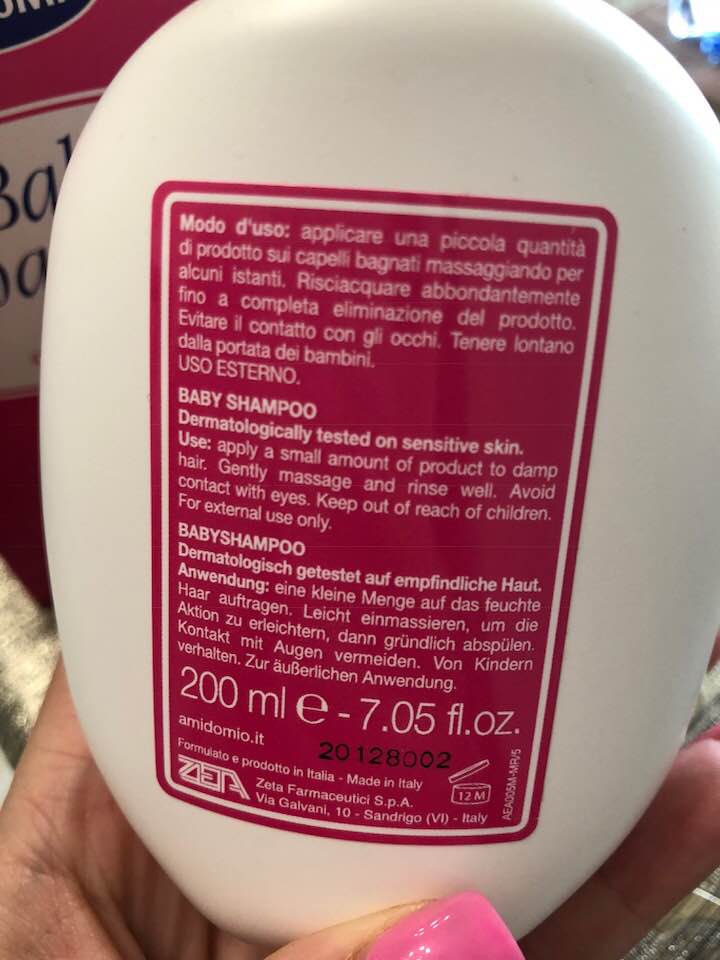 Modo d'uso: applicare una piccola quantità
di prodotto sui capelli bagnati massaggiando per
alcuni istanti. Risciacquare abbondantemente
fino a completa eliminazione del prodotto.
Evitare il contatto con gli occhi. Tenere lontano
dalla portata dei bambini.
USO ESTERNO.
BABY SHAMPOO
Dermatologically tested on sensitive skin.
Use: apply a small amount of product to damp
hair. Gently massage and rinse well. Avoid
contact with eyes. Keep out of reach of children.
For external use only.
BABYSHAMPOO
Dermatologisch getestet auf empfindliche Haut.
Anwendung: eine kleine Menge auf das feuchte
Haar auftragen. Leicht einmassieren, um die
Aktion zu erleichtern, dann gründlich abspülen.
Kontakt mit Augen vermeiden. Von Kindern
verhalten. Zur äußerlichen Anwendung.
200 ml e - 7.05 fl.oz.
amidomio.it
20128002
Formulato e prodotto in Italia - Made in Italy
ZETA
Zeta Farmaceutici S.p.A.
Via Galvani, 10 - Sandrigo (VI) - Italy
12 M
AEA005M-MP/5